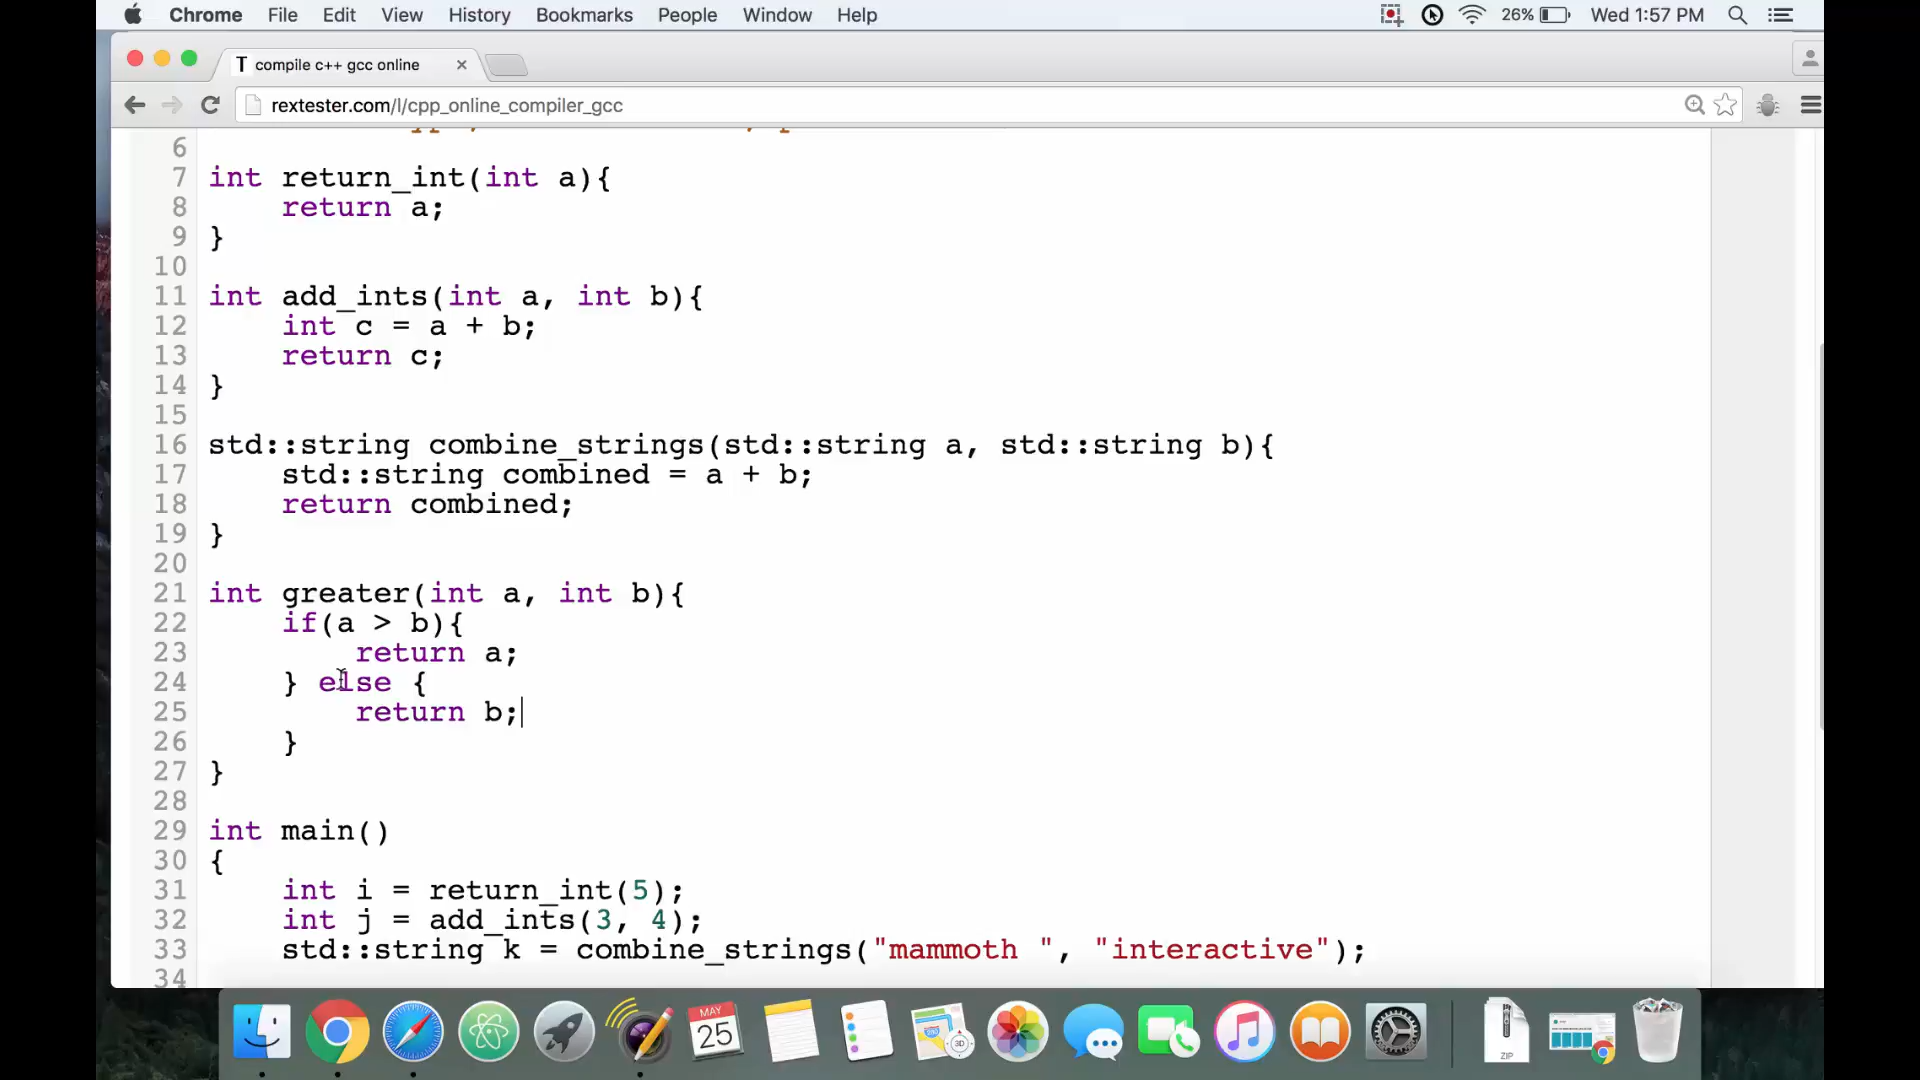 Chrome File Edit View History Bookmarks People Window Help 26% Wed 1:57 PM
T compile c++ gcc online ×
rextester.com/l/cpp_online_compiler_gcc
6
7 int return_int(int a){
8 return a;
9 }
10
11 int add_ints(int a, int b){
12 int c = a + b;
13 return c;
14 }
15
16 std::string combine_strings(std::string a, std::string b){
17 std::string combined = a + b;
18 return combined;
19 }
20
21 int greater(int a, int b){
22 if(a > b){
23 return a;
24 } else {
25 return b;
26 }
27 }
28
29 int main()
30 {
31 int i = return_int(5);
32 int j = add_ints(3, 4);
33 std::string k = combine_strings("mammoth ", "interactive");
34
MAY
25
3D
ZIP